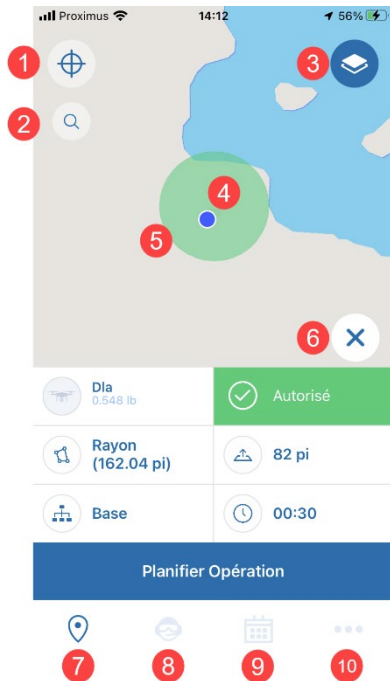 Proximus 14:12 56%
1
2
3
4
5
6
Dla
0.548 lb
Autorisé
Rayon
(162.04 pi)
82 pi
Base
00:30
Planifier Opération
7 8 9 10